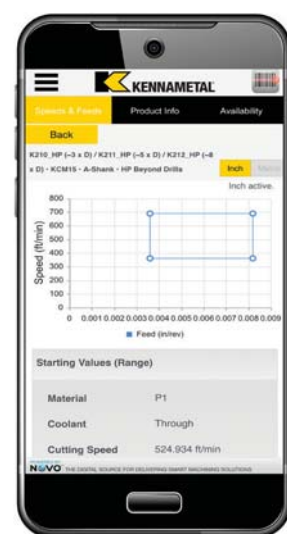 KENNAMETAL
Speeds & Feeds Product Info Availability
Back
K210_HP (~3 x D) / K211_HP (~5 x D) / K212_HP (~8
x D) - KCM15 - A-Shank - HP Beyond Drills
Inch Metric
Inch active.
800
700
600
500
400
300
200
100
0
Speed (ft/min)
0 0.001 0.002 0.003 0.004 0.005 0.006 0.007 0.008 0.009
Feed (in/rev)
Starting Values (Range)
Material P1
Coolant Through
Cutting Speed 524.934 ft/min
NOVO THE DIGITAL SOURCE FOR DELIVERING SMART MACHINING SOLUTIONS